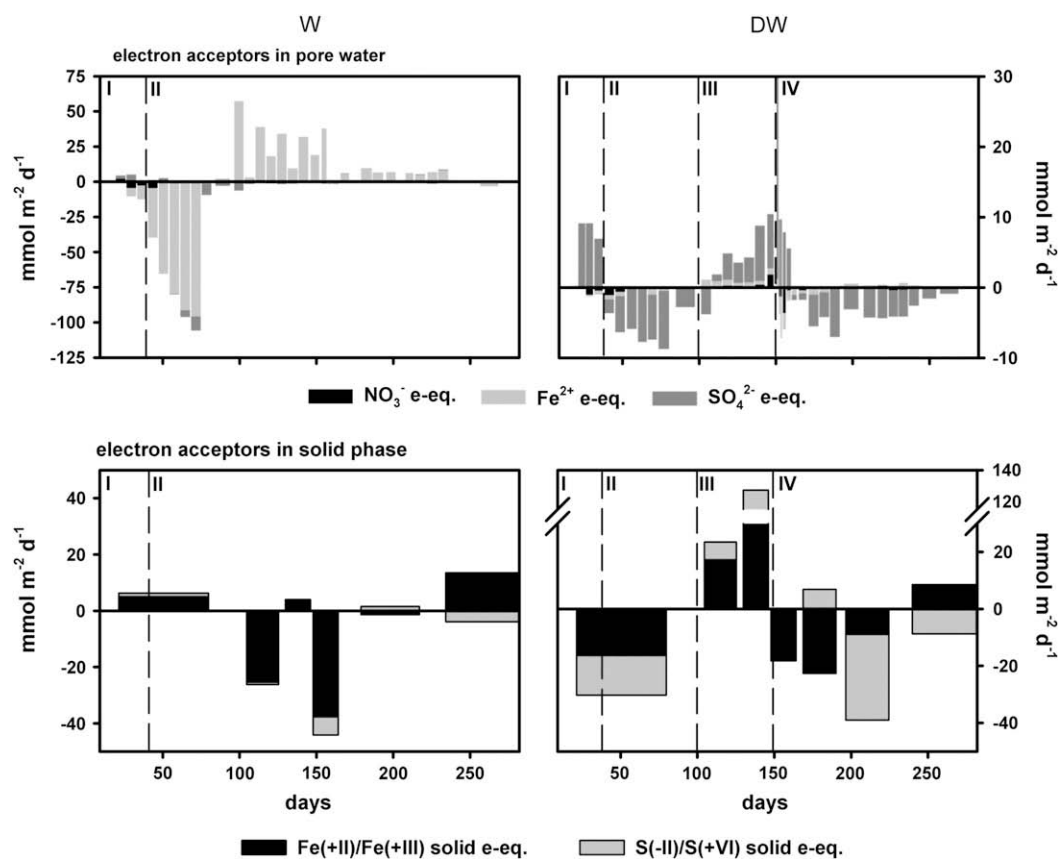 W DW
electron acceptors in pore water
75 30
I II I II III IV
50
25 20
0
-25 10
-50
-75 0
-100
-125 -10
mmol m⁻² d⁻¹ mmol m⁻² d⁻¹
NO₃⁻ e-eq. Fe²⁺ e-eq. SO₄²⁻ e-eq.
electron acceptors in solid phase
I II I II III IV 140
40 120
20 20
0 0
-20 -20
-40 -40
mmol m⁻² d⁻¹ mmol m⁻² d⁻¹
50 100 150 200 250 50 100 150 200 250
days days
Fe(+II)/Fe(+III) solid e-eq. S(-II)/S(+VI) solid e-eq.